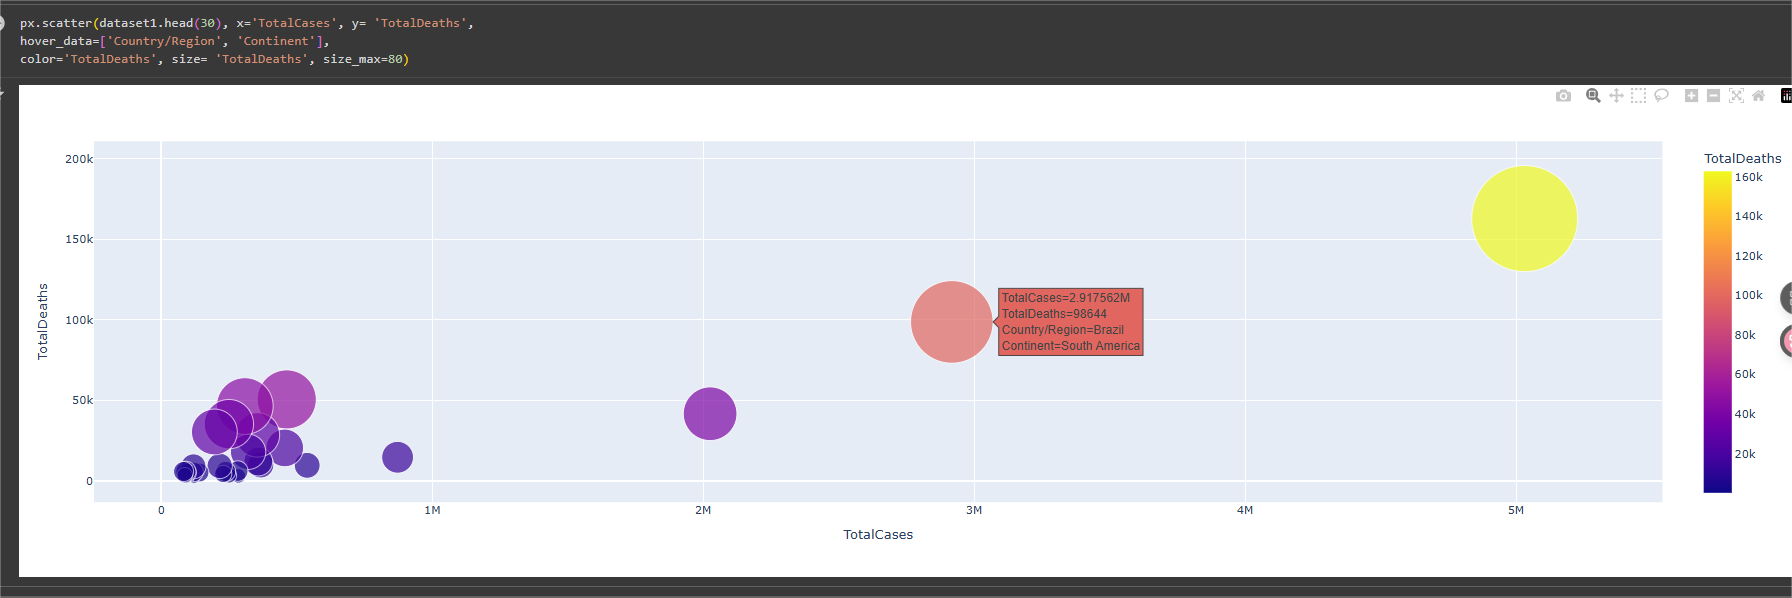 px.scatter(dataset1.head(30), x='TotalCases', y= 'TotalDeaths',
hover_data=['Country/Region', 'Continent'],
color='TotalDeaths', size= 'TotalDeaths', size_max=80)
TotalDeaths
200k
150k
100k
50k
0
TotalDeaths
160k
140k
120k
100k
80k
60k
40k
20k
TotalCases=2.917562M
TotalDeaths=98644
Country/Region=Brazil
Continent=South America
0
1M
2M
3M
4M
5M
TotalCases